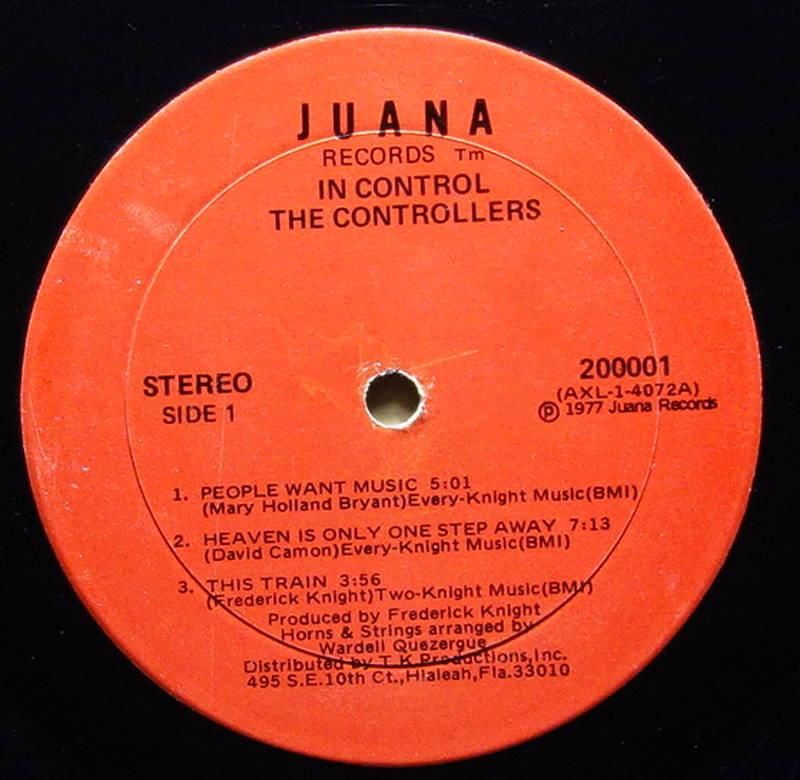 JUANA
RECORDS Tm
IN CONTROL
THE CONTROLLERS
STEREO
SIDE 1
200001
(AXL-1-4072A)
℗ 1977 Juana Records
1. PEOPLE WANT MUSIC 5:01
(Mary Holland Bryant)Every-Knight Music(BMI)
2. HEAVEN IS ONLY ONE STEP AWAY 7:13
(David Camon)Every-Knight Music(BMI)
3. THIS TRAIN 3:56
(Frederick Knight)Two-Knight Music(BMI)
Produced by Frederick Knight
Horns & Strings arranged by
Wardell Quezergue
Distributed by T.K.Productions,Inc.
495 S.E.10th Ct.,Hialeah,Fla.33010